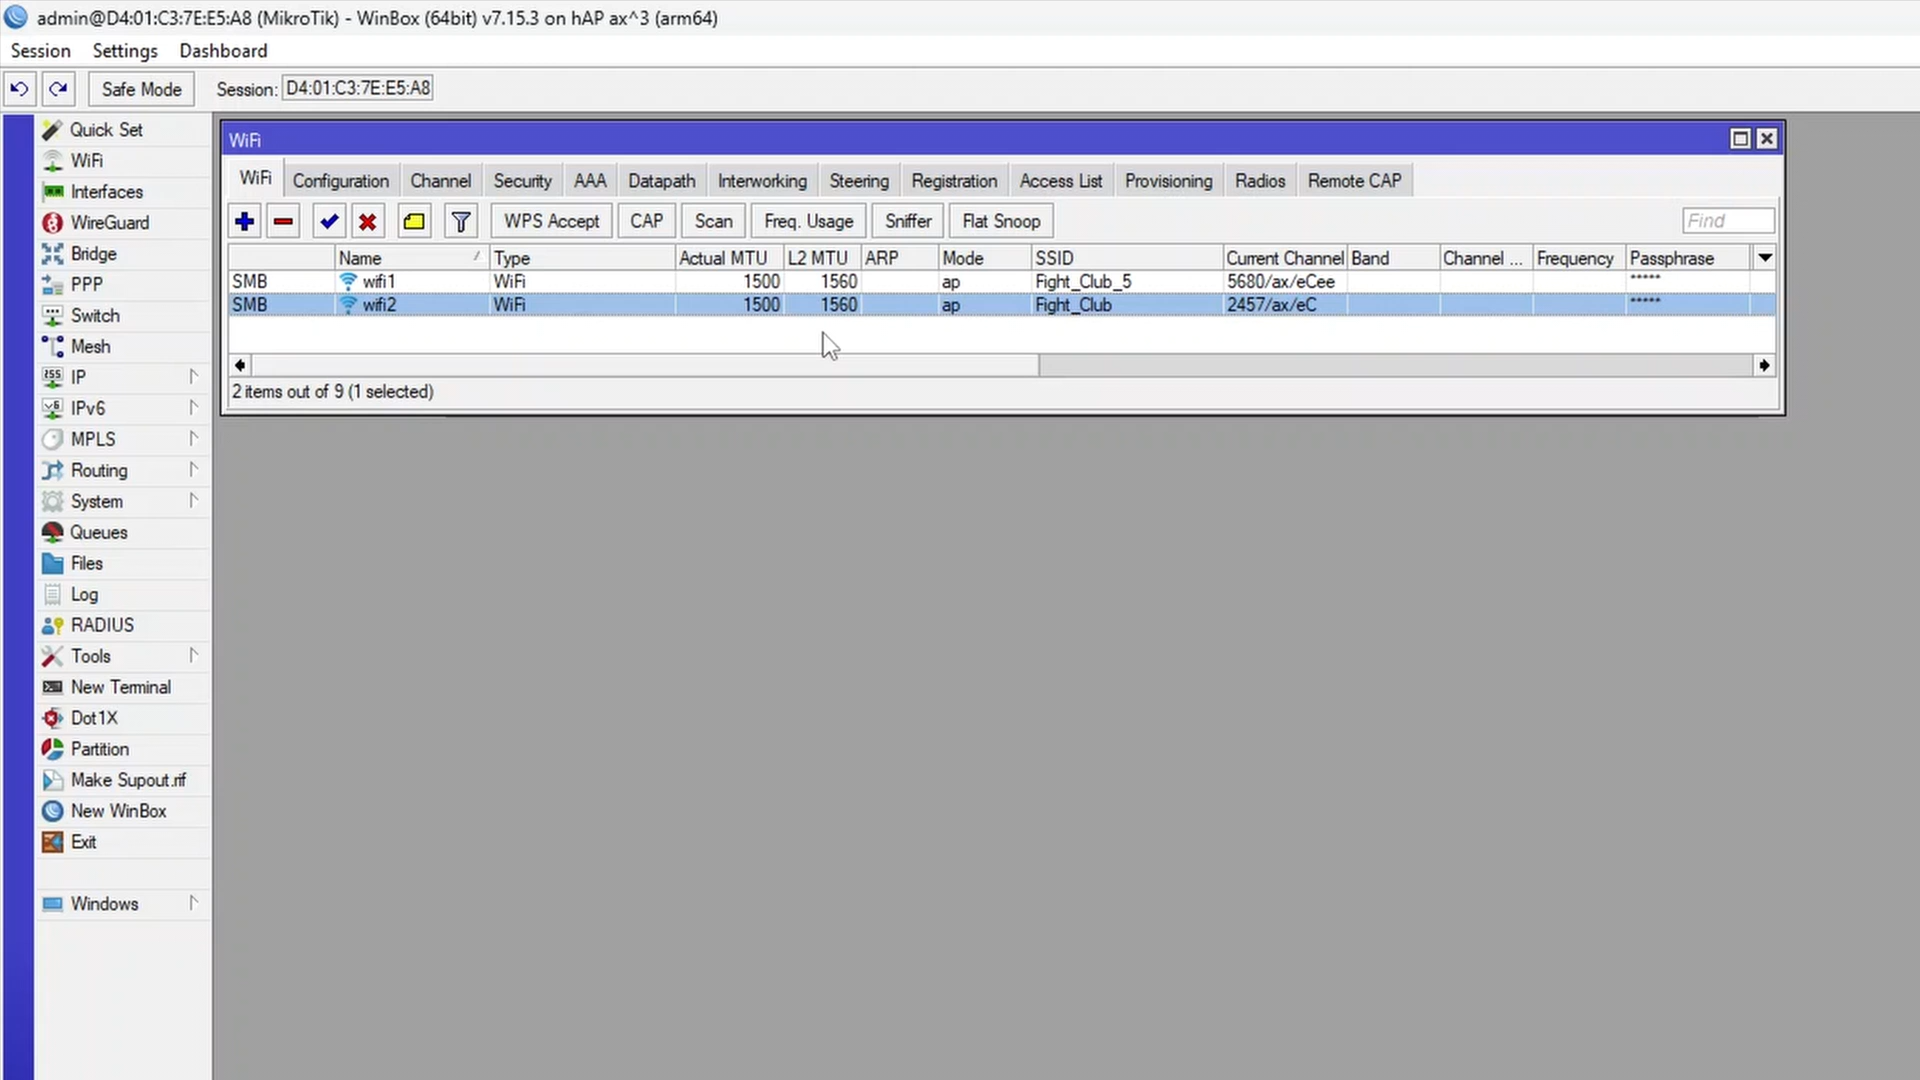 admin@D4:01:C3:7E:E5:A8 (MikroTik) - WinBox (64bit) v7.15.3 on hAP ax^3 (arm64)
Session Settings Dashboard
Safe Mode Session: D4:01:C3:7E:E5:A8
Quick Set
WiFi
Interfaces
WireGuard
Bridge
PPP
Switch
Mesh
IP
IPv6
MPLS
Routing
System
Queues
Files
Log
RADIUS
Tools
New Terminal
Dot1X
Partition
Make Supout.rif
New WinBox
Exit
Windows
WiFi
WiFi Configuration Channel Security AAA Datapath Interworking Steering Registration Access List Provisioning Radios Remote CAP
WPS Accept CAP Scan Freq. Usage Sniffer Flat Snoop Find
Name Type Actual MTU L2 MTU ARP Mode SSID Current Channel Band Channel ... Frequency Passphrase
SMB wifi1 WiFi 1500 1560 ap Fight_Club_5 5680/ax/eCee *****
SMB wifi2 WiFi 1500 1560 ap Fight_Club 2457/ax/eC *****
2 items out of 9 (1 selected)